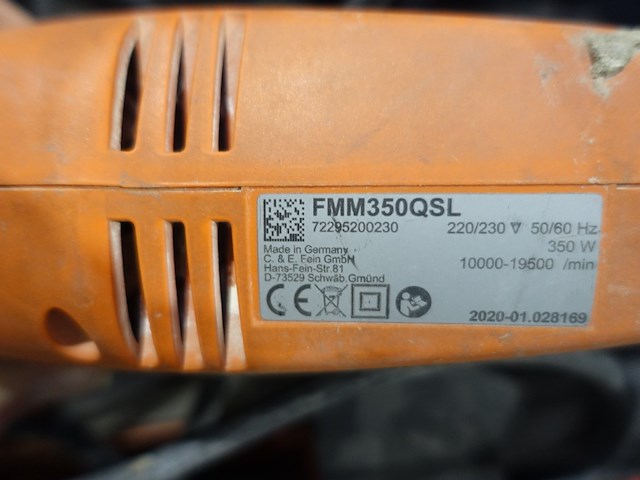 FMM350QSL
72295200230 220/230 V 50/60 Hz
350 W
Made in Germany
C. & E. Fein GmbH
Hans-Fein-Str.81
D-73529 Schwäb.Gmünd
10000-19500 /min
CE
2020-01.028169